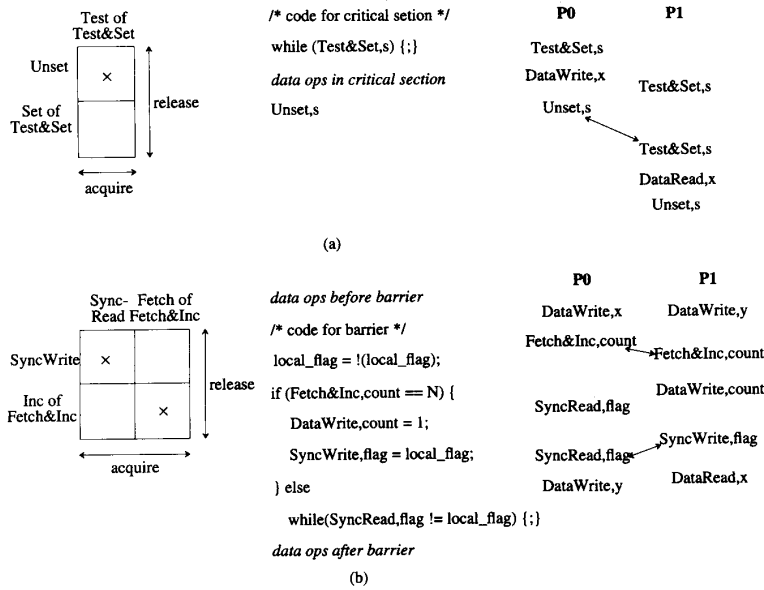 Test of
Test&Set
Unset
×
Set of
Test&Set
release
acquire
/* code for critical setion */
while (Test&Set,s) {;}
data ops in critical section
Unset,s
P0 P1
Test&Set,s
DataWrite,x
Test&Set,s
Unset,s
Test&Set,s
DataRead,x
Unset,s
(a)
Sync- Fetch of
Read Fetch&Inc
SyncWrite
×
Inc of
Fetch&Inc
×
release
acquire
data ops before barrier
/* code for barrier */
local_flag = !(local_flag);
if (Fetch&Inc,count == N) {
DataWrite,count = 1;
SyncWrite,flag = local_flag;
} else
while(SyncRead,flag != local_flag) {;}
data ops after barrier
P0 P1
DataWrite,x DataWrite,y
Fetch&Inc,count
Fetch&Inc,count
DataWrite,count
SyncRead,flag
SyncWrite,flag
SyncRead,flag
DataRead,x
DataWrite,y
(b)